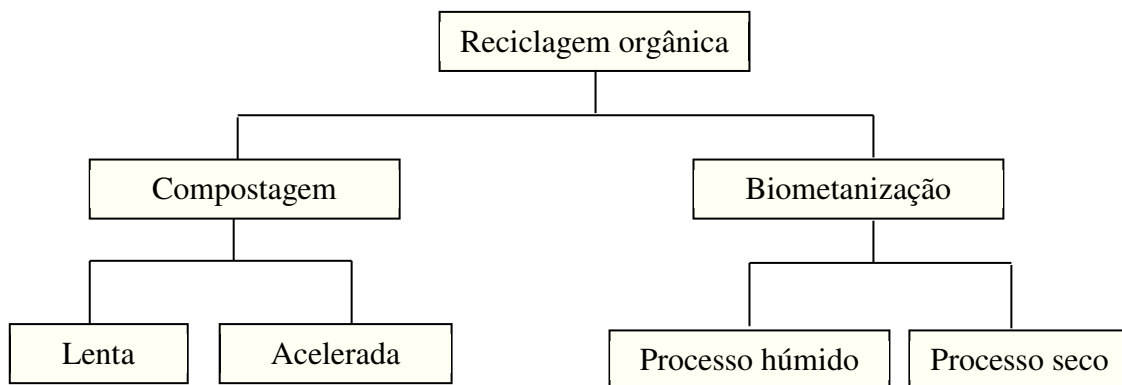 Reciclagem orgânica
Compostagem
Biometanização
Lenta
Acelerada
Processo húmido
Processo seco